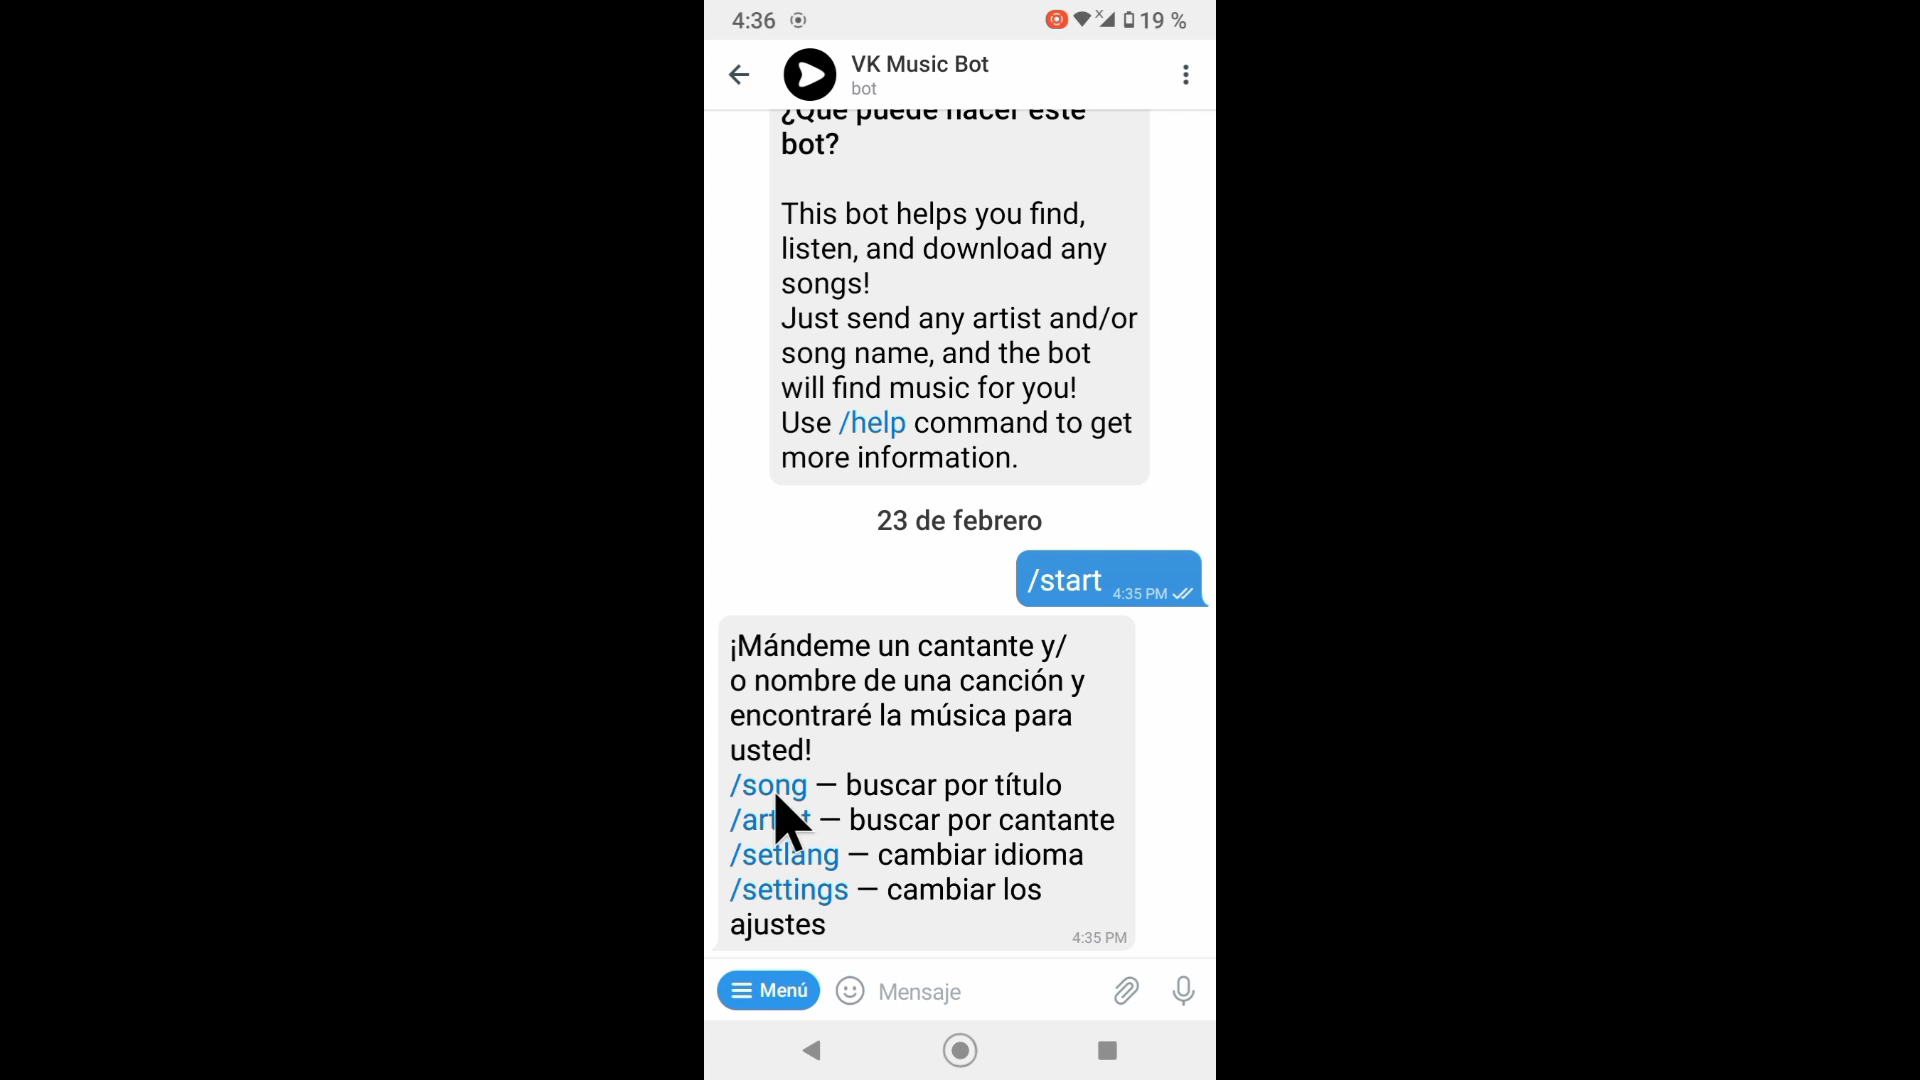 4:36
19 %
VK Music Bot
bot
¿Qué puede hacer este
bot?
This bot helps you find,
listen, and download any
songs!
Just send any artist and/or
song name, and the bot
will find music for you!
Use /help command to get
more information.
23 de febrero
/start 4:35 PM
¡Mándeme un cantante y/
o nombre de una canción y
encontraré la música para
usted!
/song — buscar por título
— buscar por cantante
/setlang — cambiar idioma
/settings — cambiar los
ajustes
4:35 PM
Menú
Mensaje